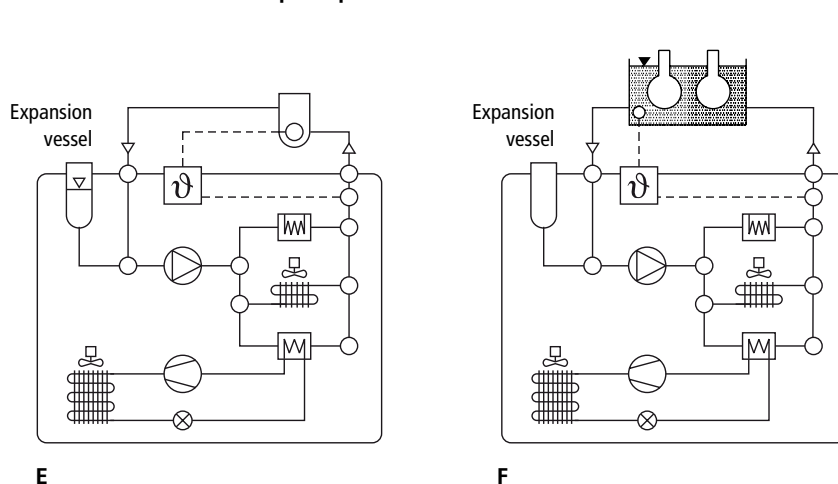 Expansion
vessel
ϑ
E
Expansion
vessel
ϑ
F